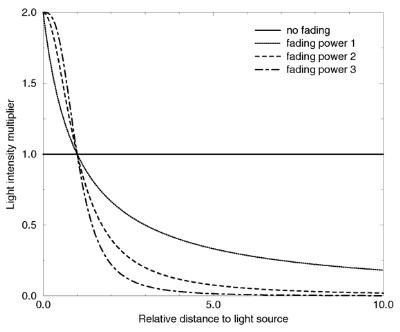 2.0
no fading
fading power 1
fading power 2
fading power 3
1.5
Light intensity multiplier
1.0
0.5
0.0
0.0 5.0 10.0
Relative distance to light source